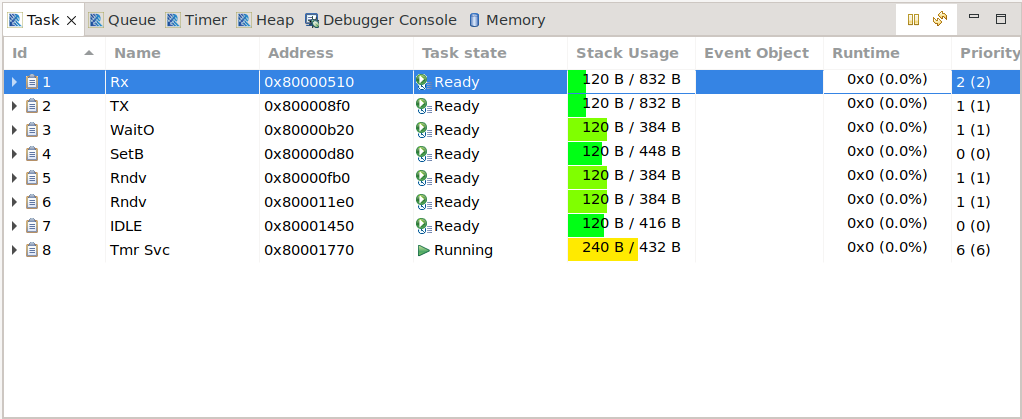 Task Queue Timer Heap Debugger Console Memory
Id Name Address Task state Stack Usage Event Object Runtime Priority
1 Rx 0x80000510 Ready 120 B / 832 B 0x0 (0.0%) 2 (2)
2 TX 0x800008f0 Ready 120 B / 832 B 0x0 (0.0%) 1 (1)
3 WaitO 0x80000b20 Ready 120 B / 384 B 0x0 (0.0%) 1 (1)
4 SetB 0x80000d80 Ready 120 B / 448 B 0x0 (0.0%) 0 (0)
5 Rndv 0x80000fb0 Ready 120 B / 384 B 0x0 (0.0%) 1 (1)
6 Rndv 0x800011e0 Ready 120 B / 384 B 0x0 (0.0%) 1 (1)
7 IDLE 0x80001450 Ready 120 B / 416 B 0x0 (0.0%) 0 (0)
8 Tmr Svc 0x80001770 Running 240 B / 432 B 0x0 (0.0%) 6 (6)